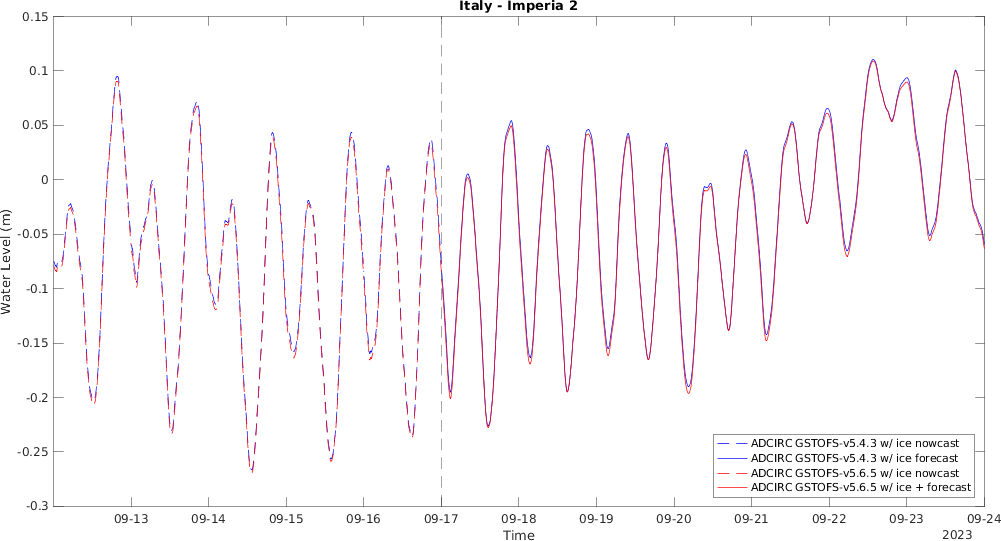 Italy - Imperia 2
0.15
0.1
0.05
0
-0.05
-0.1
-0.15
-0.2
-0.25
-0.3
Water Level (m)
ADCIRC GSTOFS-v5.4.3 w/ ice nowcast
ADCIRC GSTOFS-v5.4.3 w/ ice forecast
ADCIRC GSTOFS-v5.6.5 w/ ice nowcast
ADCIRC GSTOFS-v5.6.5 w/ ice + forecast
09-13 09-14 09-15 09-16 09-17 09-18 09-19 09-20 09-21 09-22 09-23 09-24
Time
2023